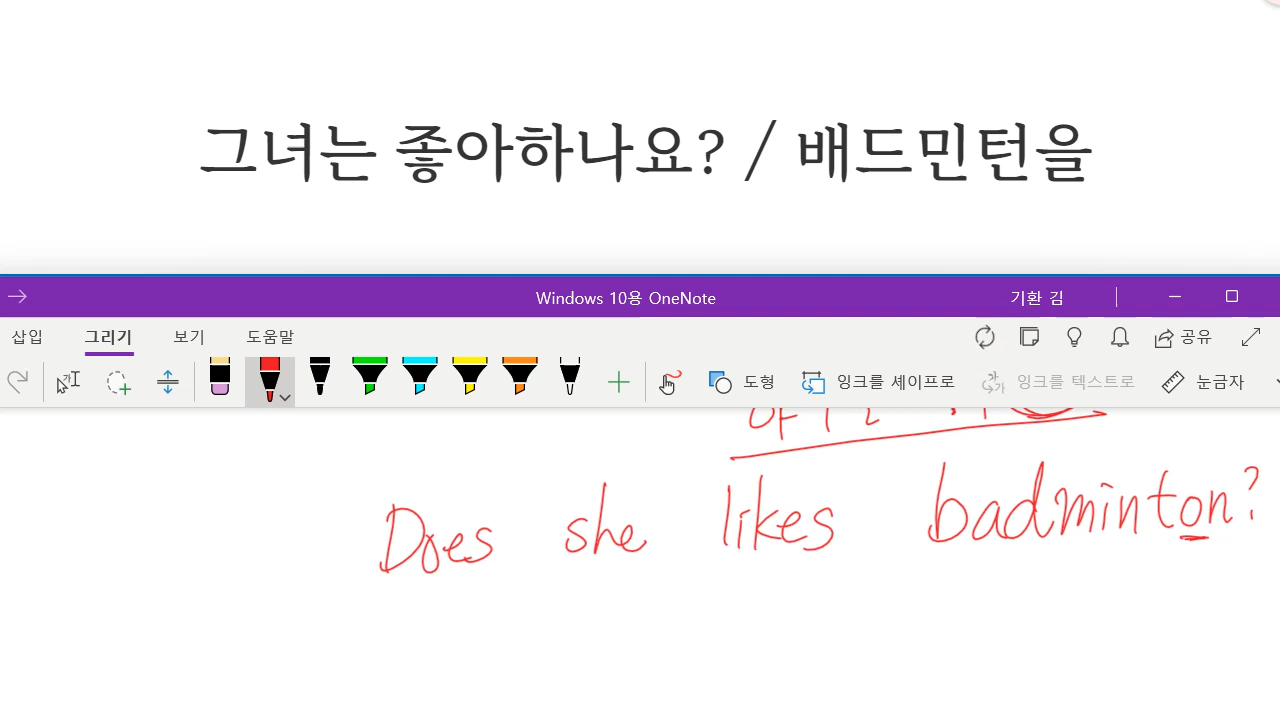 그녀는 좋아하나요? / 배드민턴을
Windows 10용 OneNote
기환 김
삽입 그리기 보기 도움말
공유
도형 잉크를 셰이프로 잉크를 텍스트로 눈금자
Does she likes badminton?